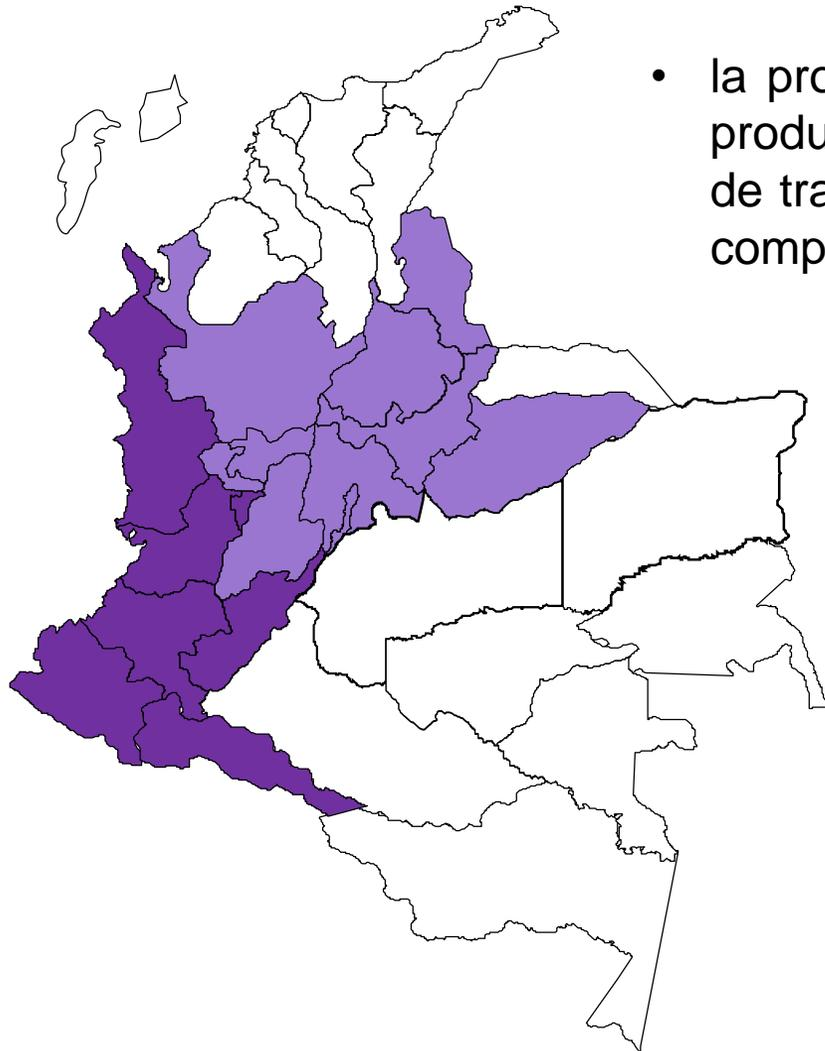 • la pro
produ
de tra
comp